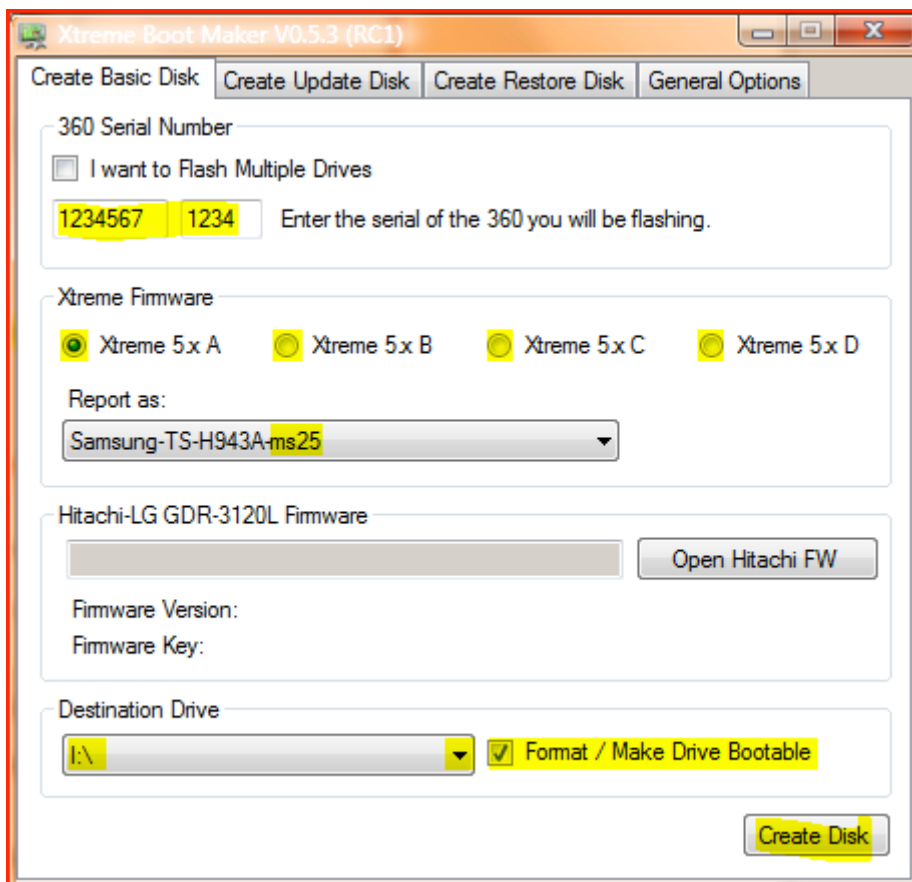 Xtreme Boot Maker V0.5.3 (RC1)
Create Basic Disk Create Update Disk Create Restore Disk General Options
360 Serial Number
I want to Flash Multiple Drives
1234567 1234 Enter the serial of the 360 you will be flashing.
Xtreme Firmware
Xtreme 5.x A Xtreme 5.x B Xtreme 5.x C Xtreme 5.x D
Report as:
Samsung-TS-H943A-ms25
Hitachi-LG GDR-3120L Firmware
Open Hitachi FW
Firmware Version:
Firmware Key:
Destination Drive
I:\ Format / Make Drive Bootable
Create Disk